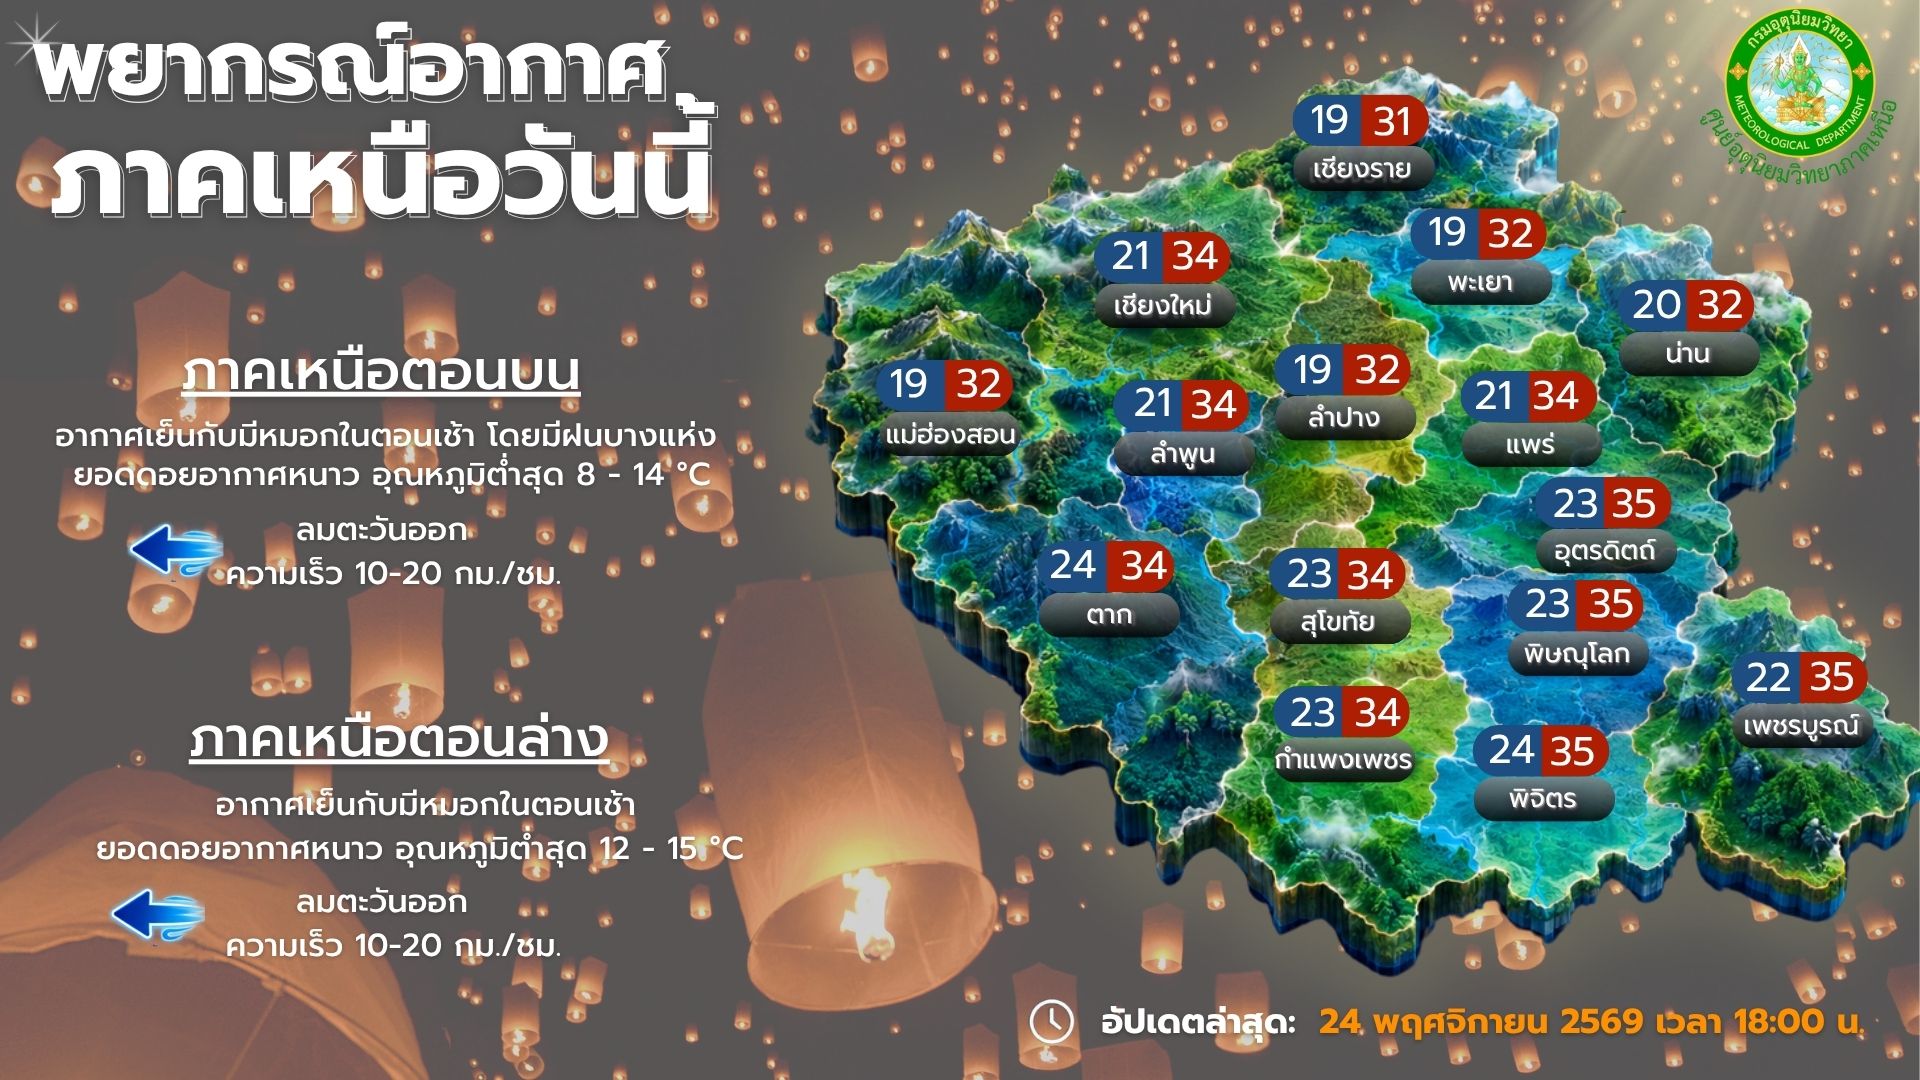 พยากรณ์อากาศ
ภาคเหนือวันนี้
กรมอุตุนิยมวิทยา
METEOROLOGICAL DEPARTMENT
ศูนย์อุตุนิยมวิทยาภาคเหนือ
ภาคเหนือตอนบน
อากาศเย็นกับมีหมอกในตอนเช้า โดยมีฝนบางแห่ง
ยอดดอยอากาศหนาว อุณหภูมิต่ำสุด 8 - 14 °C
ลมตะวันออก
ความเร็ว 10-20 กม./ชม.
ภาคเหนือตอนล่าง
อากาศเย็นกับมีหมอกในตอนเช้า
ยอดดอยอากาศหนาว อุณหภูมิต่ำสุด 12 - 15 °C
ลมตะวันออก
ความเร็ว 10-20 กม./ชม.
19 31
เชียงราย
19 32
พะเยา
21 34
เชียงใหม่
20 32
น่าน
19 32
แม่ฮ่องสอน
21 34
ลำพูน
19 32
ลำปาง
21 34
แพร่
23 35
อุตรดิตถ์
24 34
ตาก
23 34
สุโขทัย
23 35
พิษณุโลก
22 35
เพชรบูรณ์
23 34
กำแพงเพชร
24 35
พิจิตร
อัปเดตล่าสุด: 24 พฤศจิกายน 2569 เวลา 18:00 น.